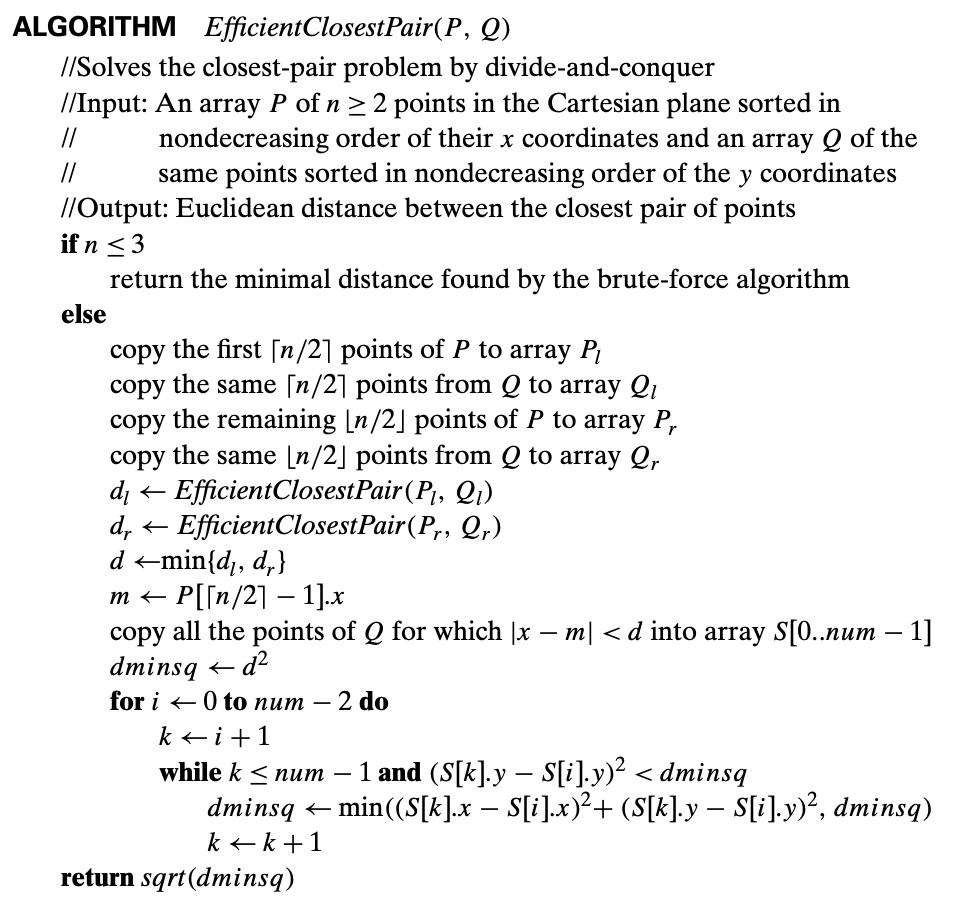 ALGORITHM EfficientClosestPair(P, Q)
//Solves the closest-pair problem by divide-and-conquer
//Input: An array P of n ≥ 2 points in the Cartesian plane sorted in
// nondecreasing order of their x coordinates and an array Q of the
// same points sorted in nondecreasing order of the y coordinates
//Output: Euclidean distance between the closest pair of points
if n ≤ 3
return the minimal distance found by the brute-force algorithm
else
copy the first ⌈n/2⌉ points of P to array Pₗ
copy the same ⌈n/2⌉ points from Q to array Qₗ
copy the remaining ⌊n/2⌋ points of P to array Pᵣ
copy the same ⌊n/2⌋ points from Q to array Qᵣ
dₗ ← EfficientClosestPair(Pₗ, Qₗ)
dᵣ ← EfficientClosestPair(Pᵣ, Qᵣ)
d ←min{dₗ, dᵣ}
m ← P[⌈n/2⌉ − 1].x
copy all the points of Q for which |x − m| < d into array S[0..num − 1]
dminsq ← d²
for i ← 0 to num − 2 do
k ← i + 1
while k ≤ num − 1 and (S[k].y − S[i].y)² < dminsq
dminsq ← min((S[k].x − S[i].x)²+ (S[k].y − S[i].y)², dminsq)
k ← k + 1
return sqrt(dminsq)